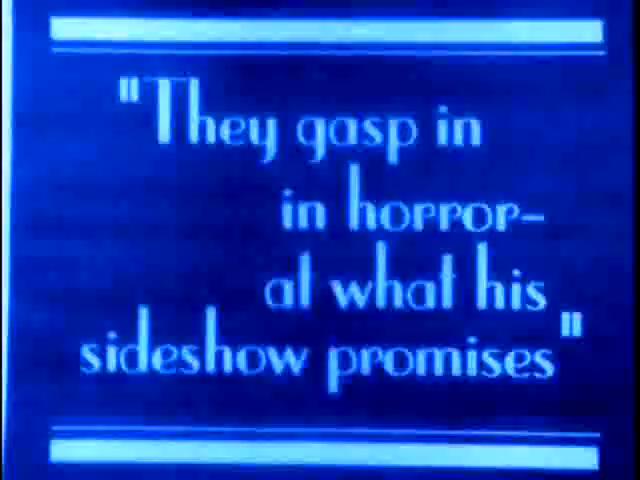 "They gasp in
in horror–
at what his
sideshow promises"